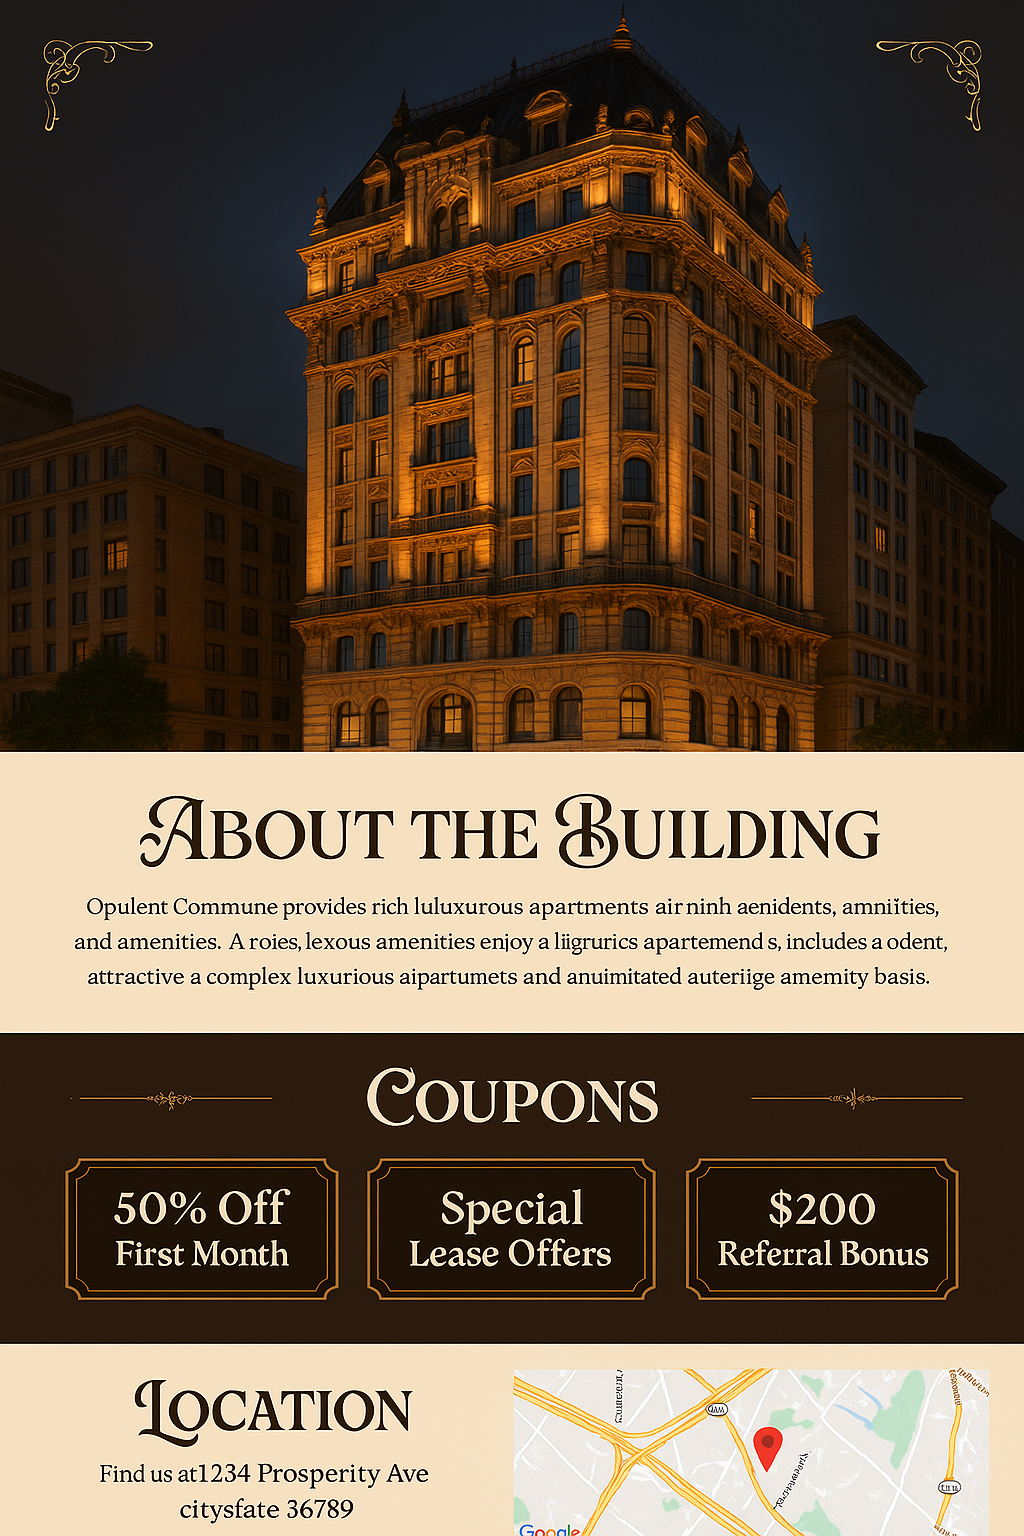 ABOUT THE BUILDING
Opulent Commune provides rich luluxurous apartments air ninh aenidents, amniities,
and amenities. A roies, lexous amenities enjoy a liigrurics apartemend s, includes a odent,
attractive a complex luxurious aipartumets and anuimitated auteriige amemity basis.
COUPONS
50% Off
First Month
Special
Lease Offers
$200
Referral Bonus
LOCATION
Find us at1234 Prosperity Ave
citysfate 36789
Google